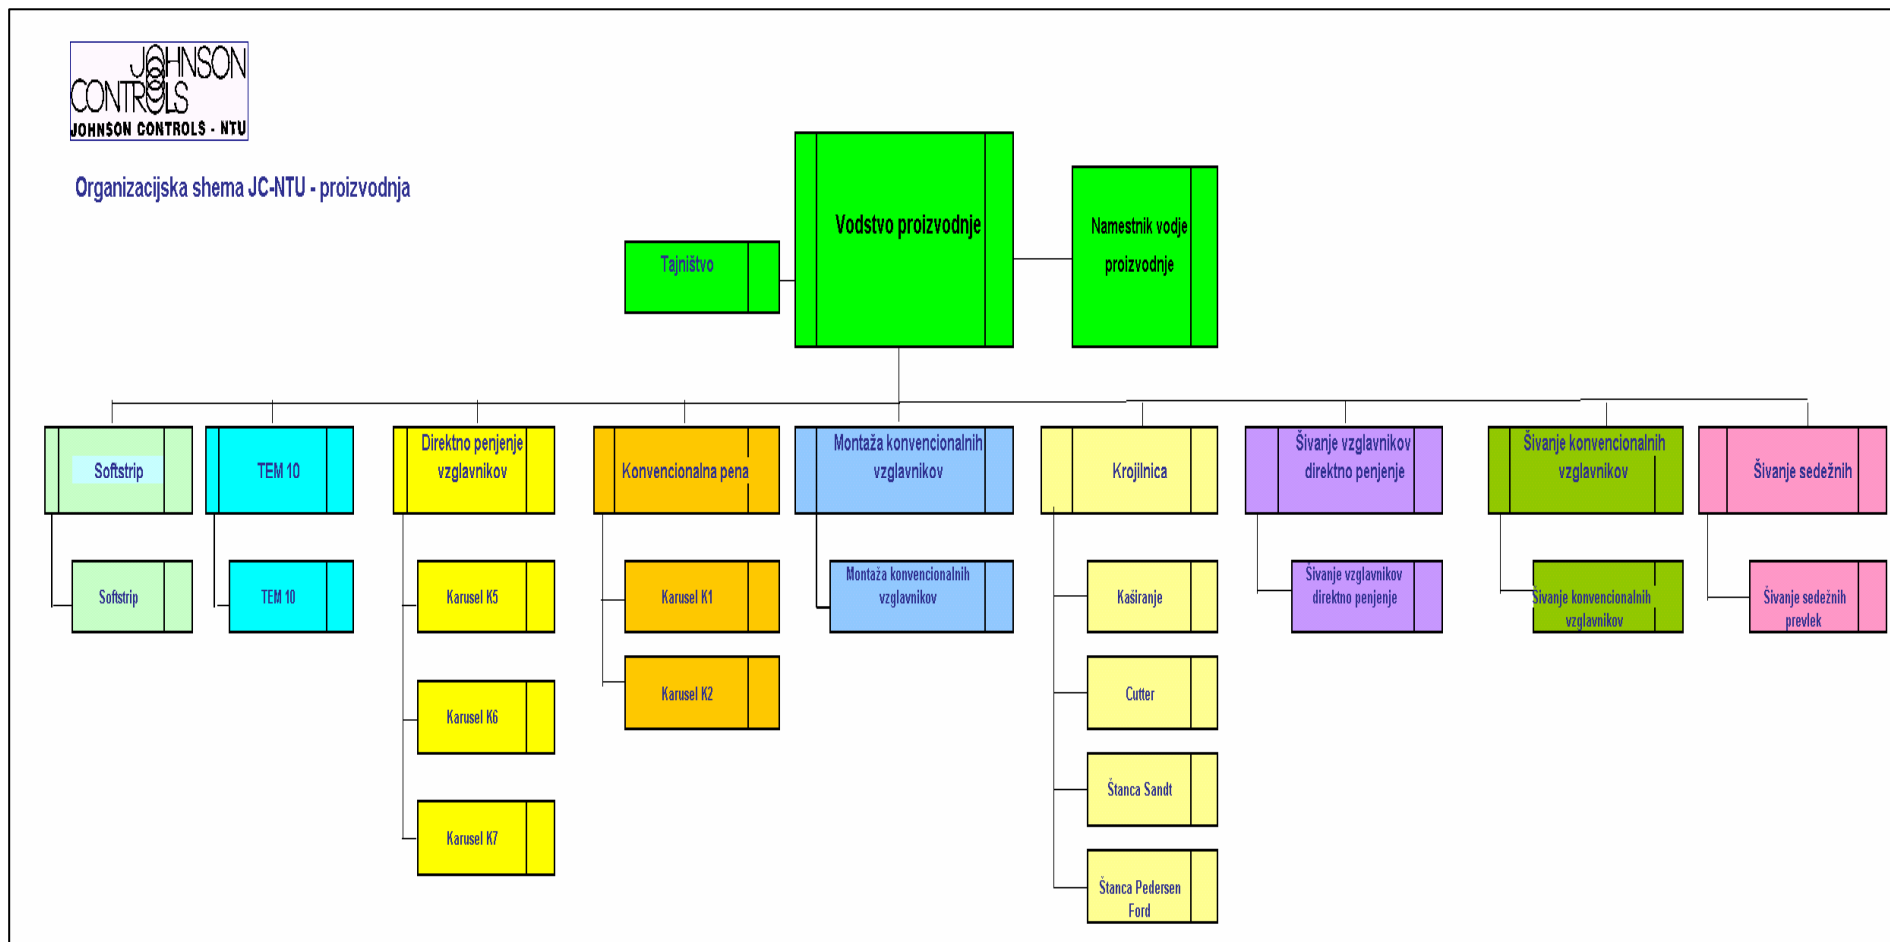 JOHNSON
CONTROLS
JOHNSON CONTROLS - NTU
Organizacijska shema JC-NTU - proizvodnja
Vodstvo proizvodnje
Namestnik vodje
proizvodnje
Tajništvo
Softstrip
TEM 10
Direktno penjenje
vzglavnikov
Konvencionalna pena
Montaža konvencionalnih
vzglavnikov
Krojilnica
Šivanje vzglavnikov
direktno penjenje
Šivanje konvencionalnih
vzglavnikov
Šivanje sedežnih
Softstrip
TEM 10
Karusel K5
Karusel K1
Montaža konvencionalnih
vzglavnikov
Kaširanje
Šivanje vzglavnikov
direktno penjenje
Šivanje konvencionalnih
vzglavnikov
Šivanje sedežnih
prevlek
Karusel K6
Karusel K2
Cutter
Karusel K7
Štanca Sandt
Štanca Pedersen
Ford